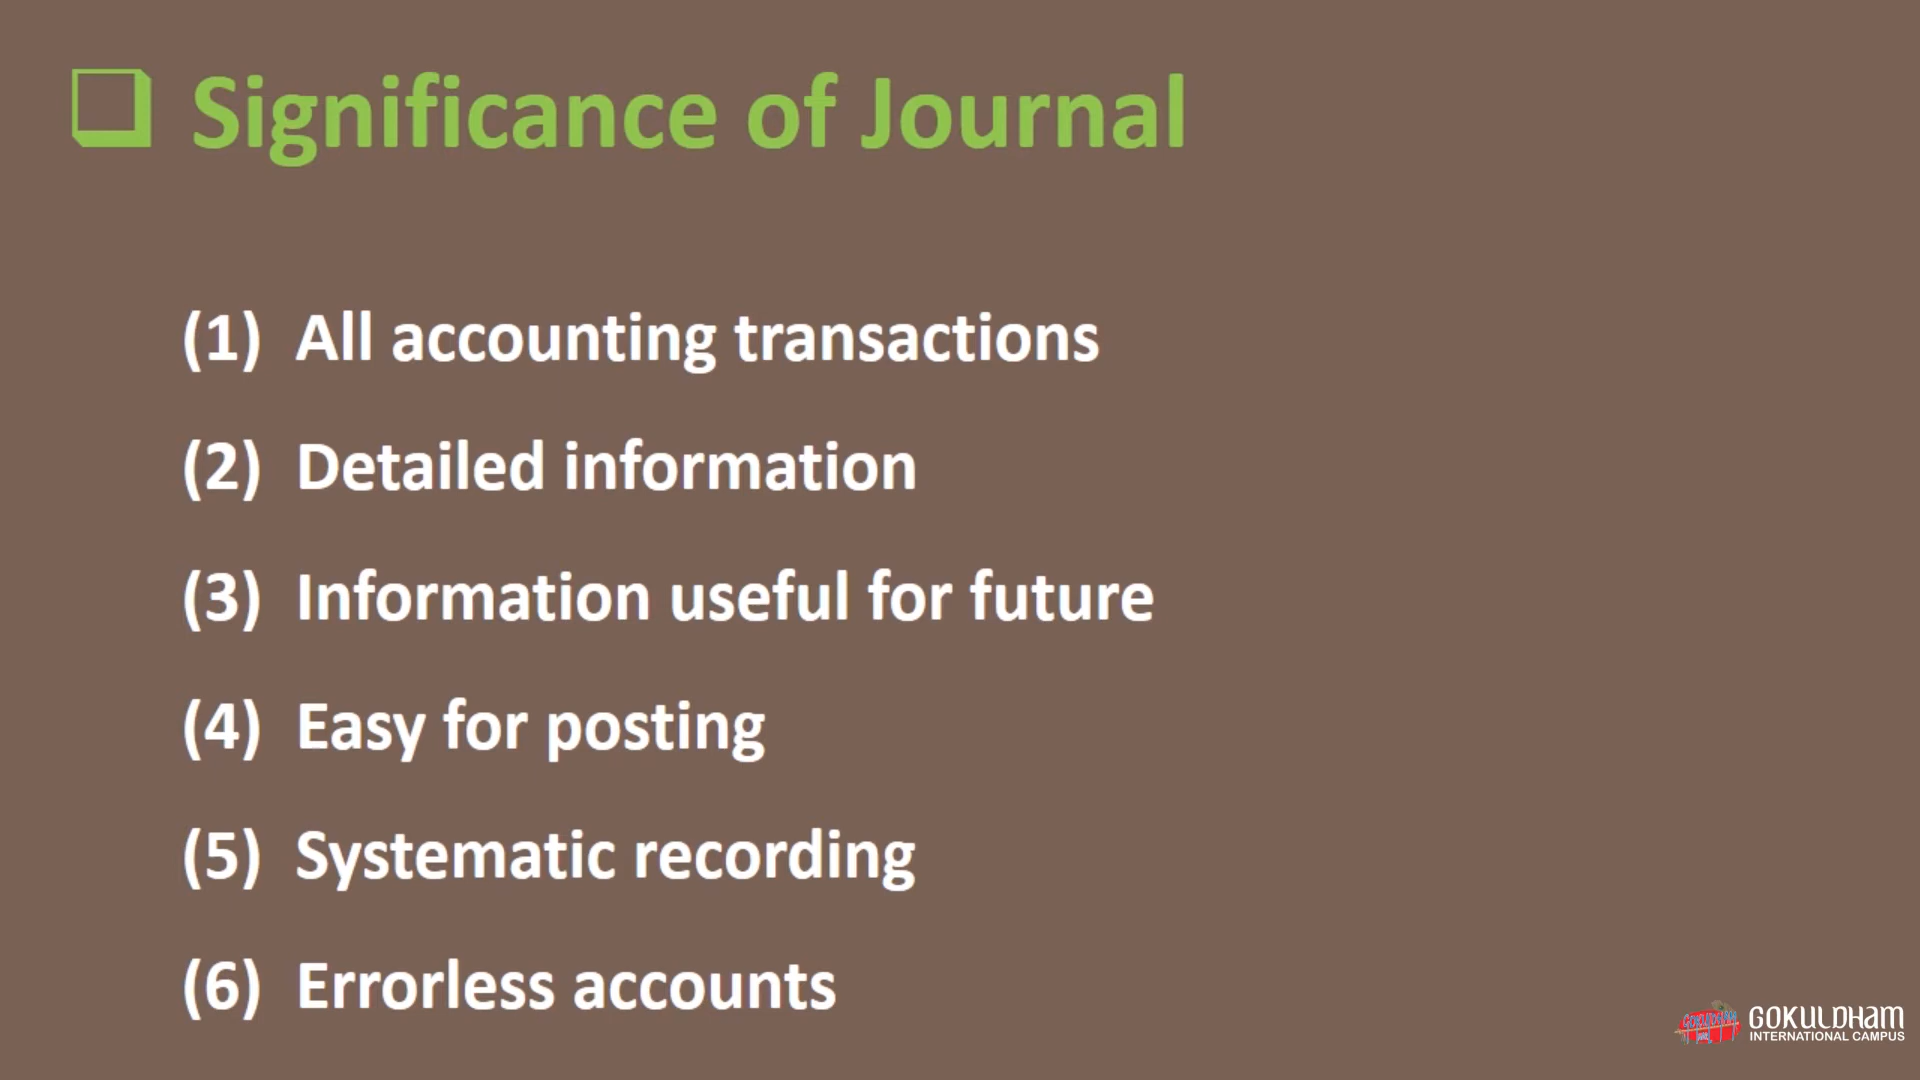 ❑ Significance of Journal
(1) All accounting transactions
(2) Detailed information
(3) Information useful for future
(4) Easy for posting
(5) Systematic recording
(6) Errorless accounts
GOKULDHAM
INTERNATIONAL CAMPUS